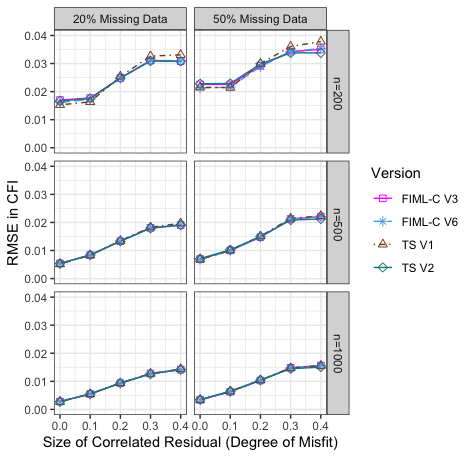 20% Missing Data 50% Missing Data
0.04
0.03
0.02
0.01
0.00
n=200
0.04
0.03
0.02
0.01
0.00
n=500
0.04
0.03
0.02
0.01
0.00
n=1000
0.0 0.1 0.2 0.3 0.4 0.0 0.1 0.2 0.3 0.4
Size of Correlated Residual (Degree of Misfit)
RMSE in CFI
Version
FIML-C V3
FIML-C V6
TS V1
TS V2